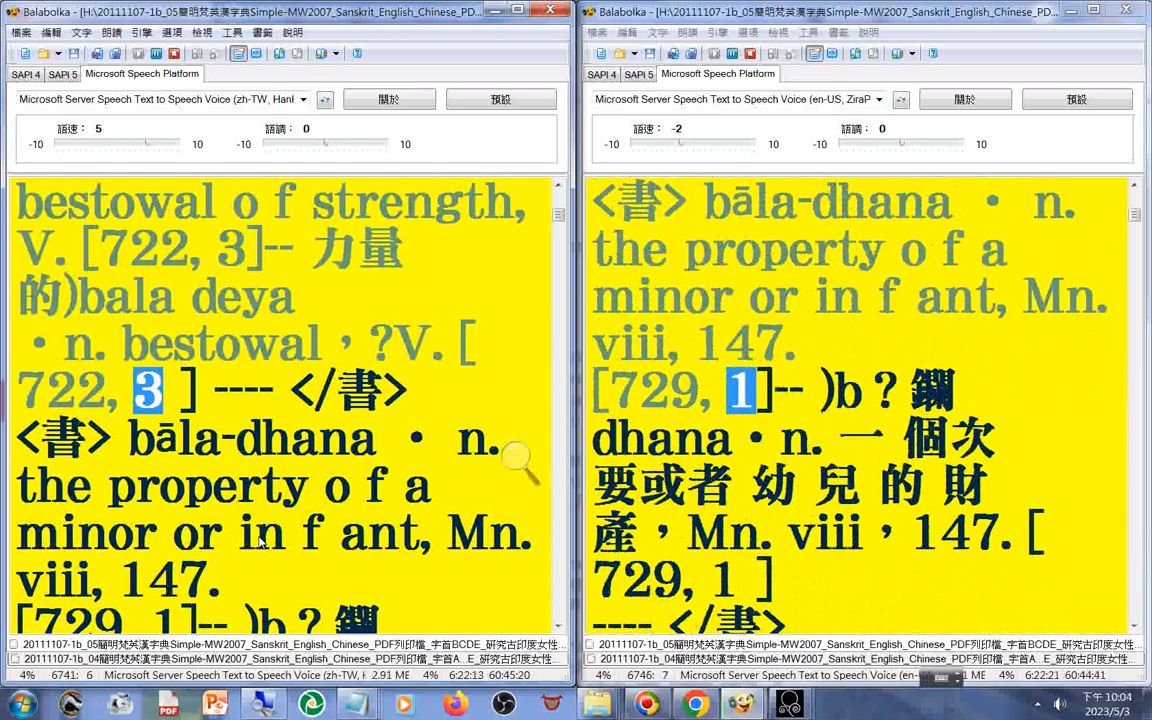 Balabolka - [H:\20111107-1b_05簡明梵英漢字典Simple-MW2007_Sanskrit_English_Chinese_PD...
檔案 編輯 文字 朗讀 引擎 選項 檢視 工具 書籤 說明
SAPI 4 SAPI 5 Microsoft Speech Platform
Microsoft Server Speech Text to Speech Voice (zh-TW, Hanl
關於 預設
語速： 5 語調： 0
-10 10 -10 10
bestowal o f strength,
V. [722, 3]-- 力量
的)bala deya
・n. bestowal，?V. [
722, 3 ] ---- </書>
<書> bāla-dhana ・ n.
the property o f a
minor or in f ant, Mn.
viii, 147.
[729, 1]-- )b？鑭
20111107-1b_05簡明梵英漢字典Simple-MW2007_Sanskrit_English_Chinese_PDF列印檔_字首BCDE_研究古印度女性...
20111107-1b_04簡明梵英漢字典Simple-MW2007_Sanskrit_English_Chinese_PDF列印檔_字首A...E_研究古印度女性...
4% 6741: 6 Microsoft Server Speech Text to Speech Voice (zh-TW, H 2.91 ME 4% 6:22:13 60:45:20
Balabolka - [H:\20111107-1b_05簡明梵英漢字典Simple-MW2007_Sanskrit_English_Chinese_PD...
檔案 編輯 文字 朗讀 引擎 選項 檢視 工具 書籤 說明
SAPI 4 SAPI 5 Microsoft Speech Platform
Microsoft Server Speech Text to Speech Voice (en-US, ZiraP
關於 預設
語速： -2 語調： 0
-10 10 -10 10
<書> bāla-dhana ・ n.
the property o f a
minor or in f ant, Mn.
viii, 147.
[729, 1]-- )b？鑭
dhana・n. 一 個次
要或者 幼 兒 的 財
產，Mn. viii，147. [
729, 1 ]
---- </書>
20111107-1b_05簡明梵英漢字典Simple-MW2007_Sanskrit_English_Chinese_PDF列印檔_字首BCDE_研究古印度女性...
20111107-1b_04簡明梵英漢字典Simple-MW2007_Sanskrit_English_Chinese_PDF列印檔_字首A...E_研究古印度女性...
4% 6746: 7 Microsoft Server Speech Text to Speech Voice (en-US ME 4% 6:22:21 60:44:41
PDF
下午 10:04
2023/5/3